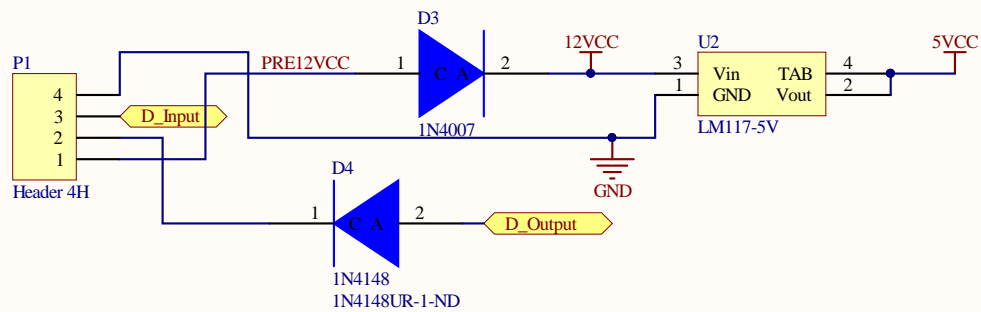 D3
12VCC
U2
5VCC
P1
PRE12VCC
1
C A
2
3
Vin
TAB
4
4
1
GND
Vout
2
3
D_Input
2
1N4007
LM117-5V
1
D4
Header 4H
GND
1
C A
2
D_Output
1N4148
1N4148UR-1-ND